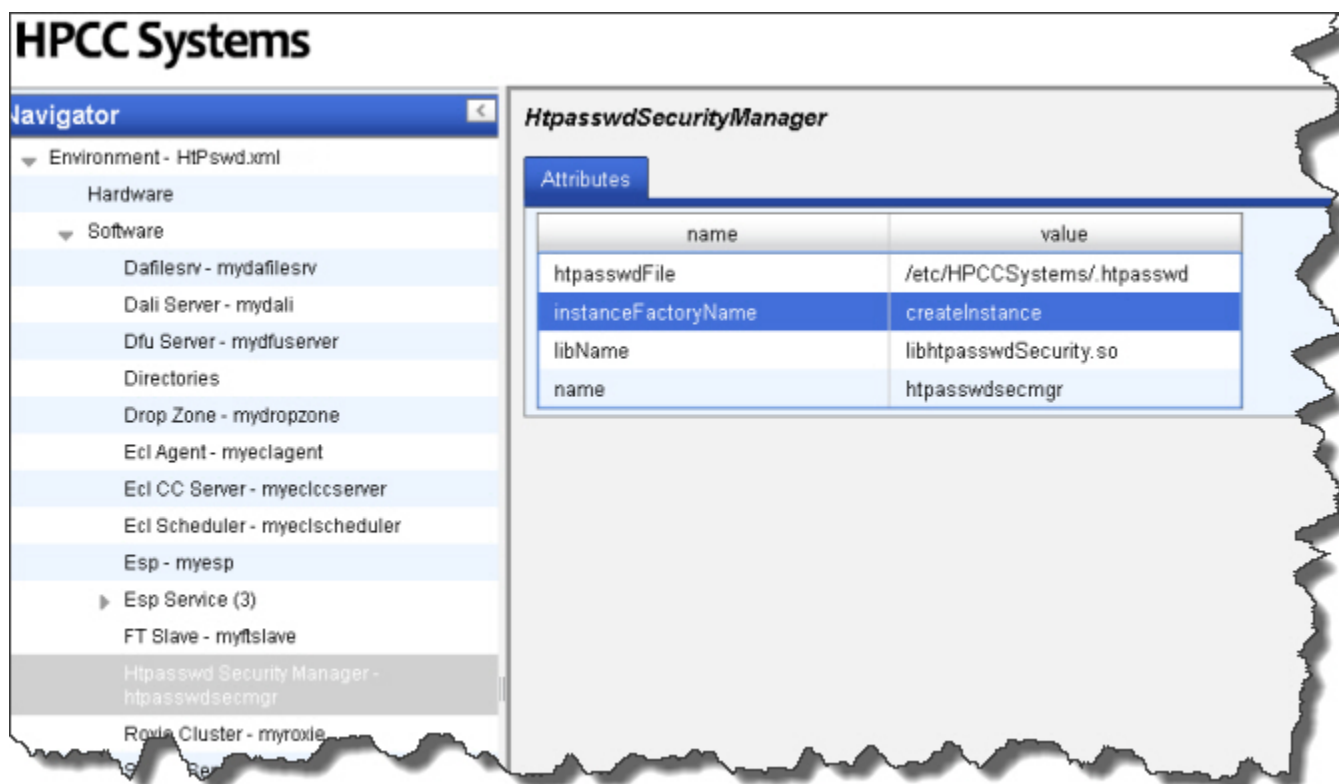 HPCC Systems
Navigator
Environment - HtPswd.xml
Hardware
Software
Dafilesrv - mydafilesrv
Dali Server - mydali
Dfu Server - mydfuserver
Directories
Drop Zone - mydropzone
Ecl Agent - myeclagent
Ecl CC Server - myeclccserver
Ecl Scheduler - myeclscheduler
Esp - myesp
Esp Service (3)
FT Slave - myftslave
Htpasswd Security Manager -
htpasswdsecmgr
Roxie Cluster - myroxie
HtpasswdSecurityManager
Attributes
name value
htpasswdFile /etc/HPCCSystems/.htpasswd
instanceFactoryName createInstance
libName libhtpasswdSecurity.so
name htpasswdsecmgr